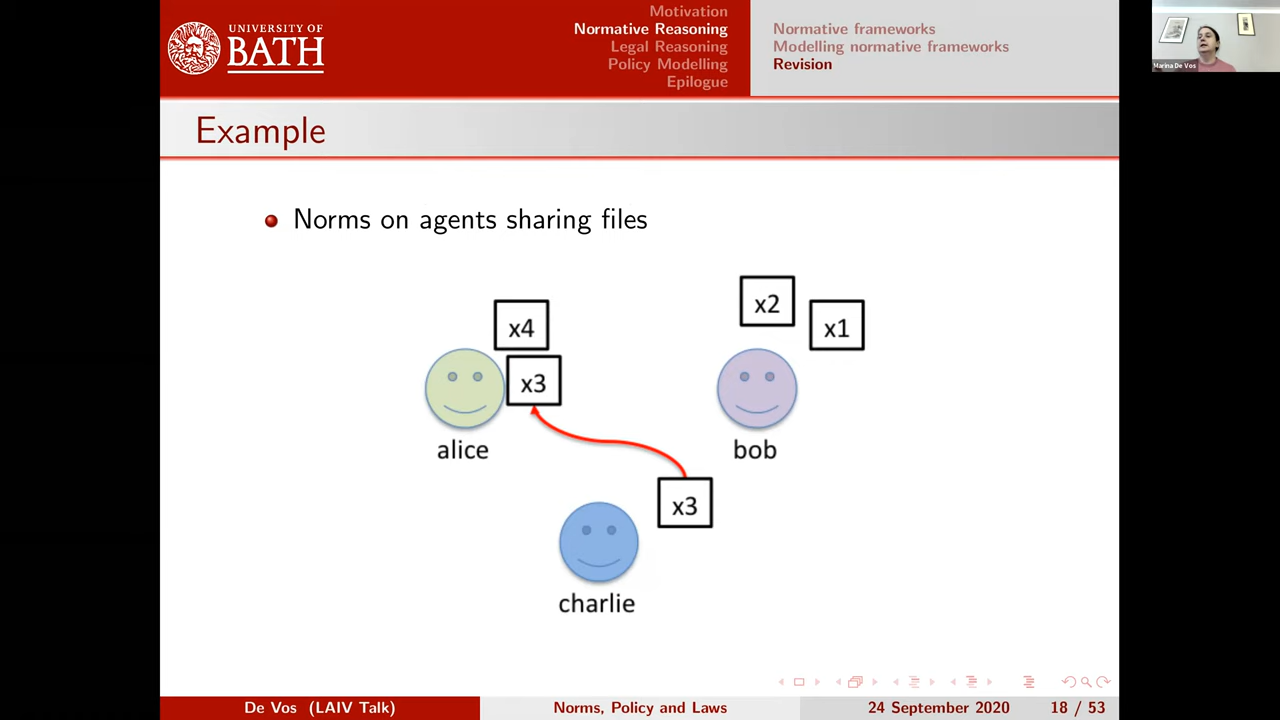 UNIVERSITY OF
BATH
Motivation
Normative Reasoning
Legal Reasoning
Policy Modelling
Epilogue
Normative frameworks
Modelling normative frameworks
Revision
Marina De Vos
Example
Norms on agents sharing files
x2
x1
x4
x3
alice
bob
x3
charlie
De Vos (LAIV Talk)
Norms, Policy and Laws
24 September 2020
18 / 53